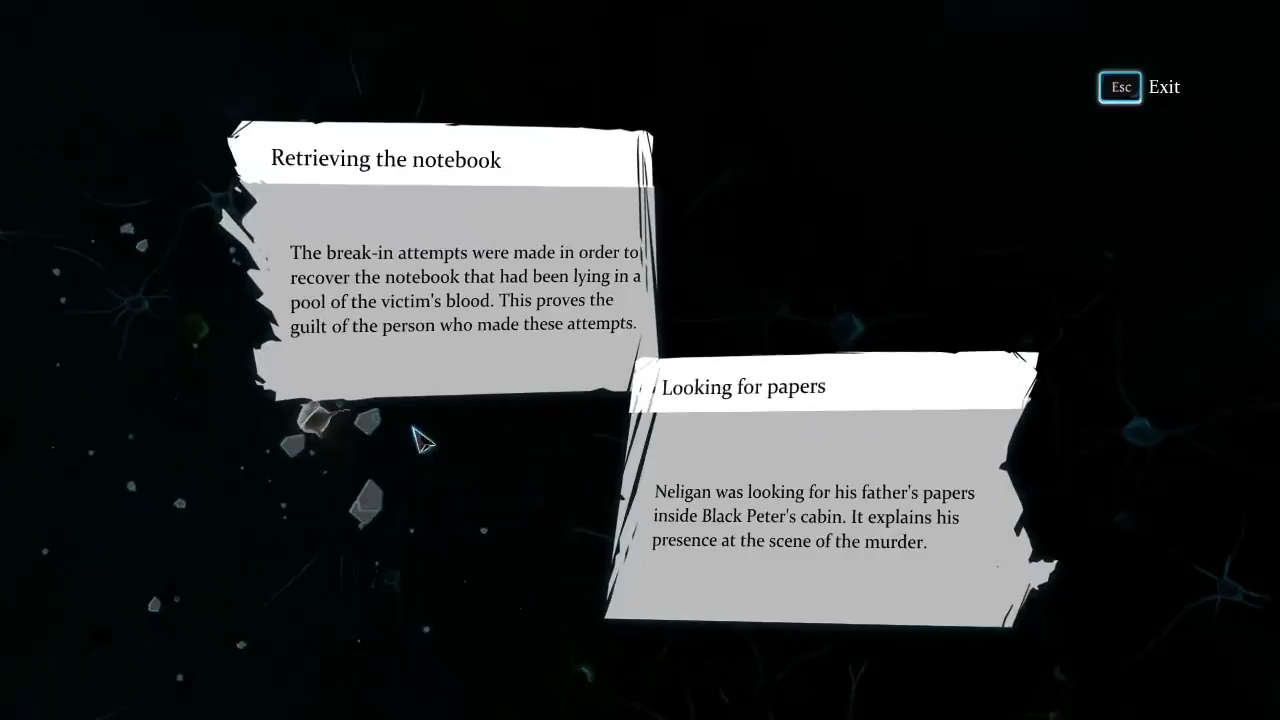 Esc Exit
Retrieving the notebook
The break-in attempts were made in order to
recover the notebook that had been lying in a
pool of the victim's blood. This proves the
guilt of the person who made these attempts.
Looking for papers
Neligan was looking for his father's papers
inside Black Peter's cabin. It explains his
presence at the scene of the murder.